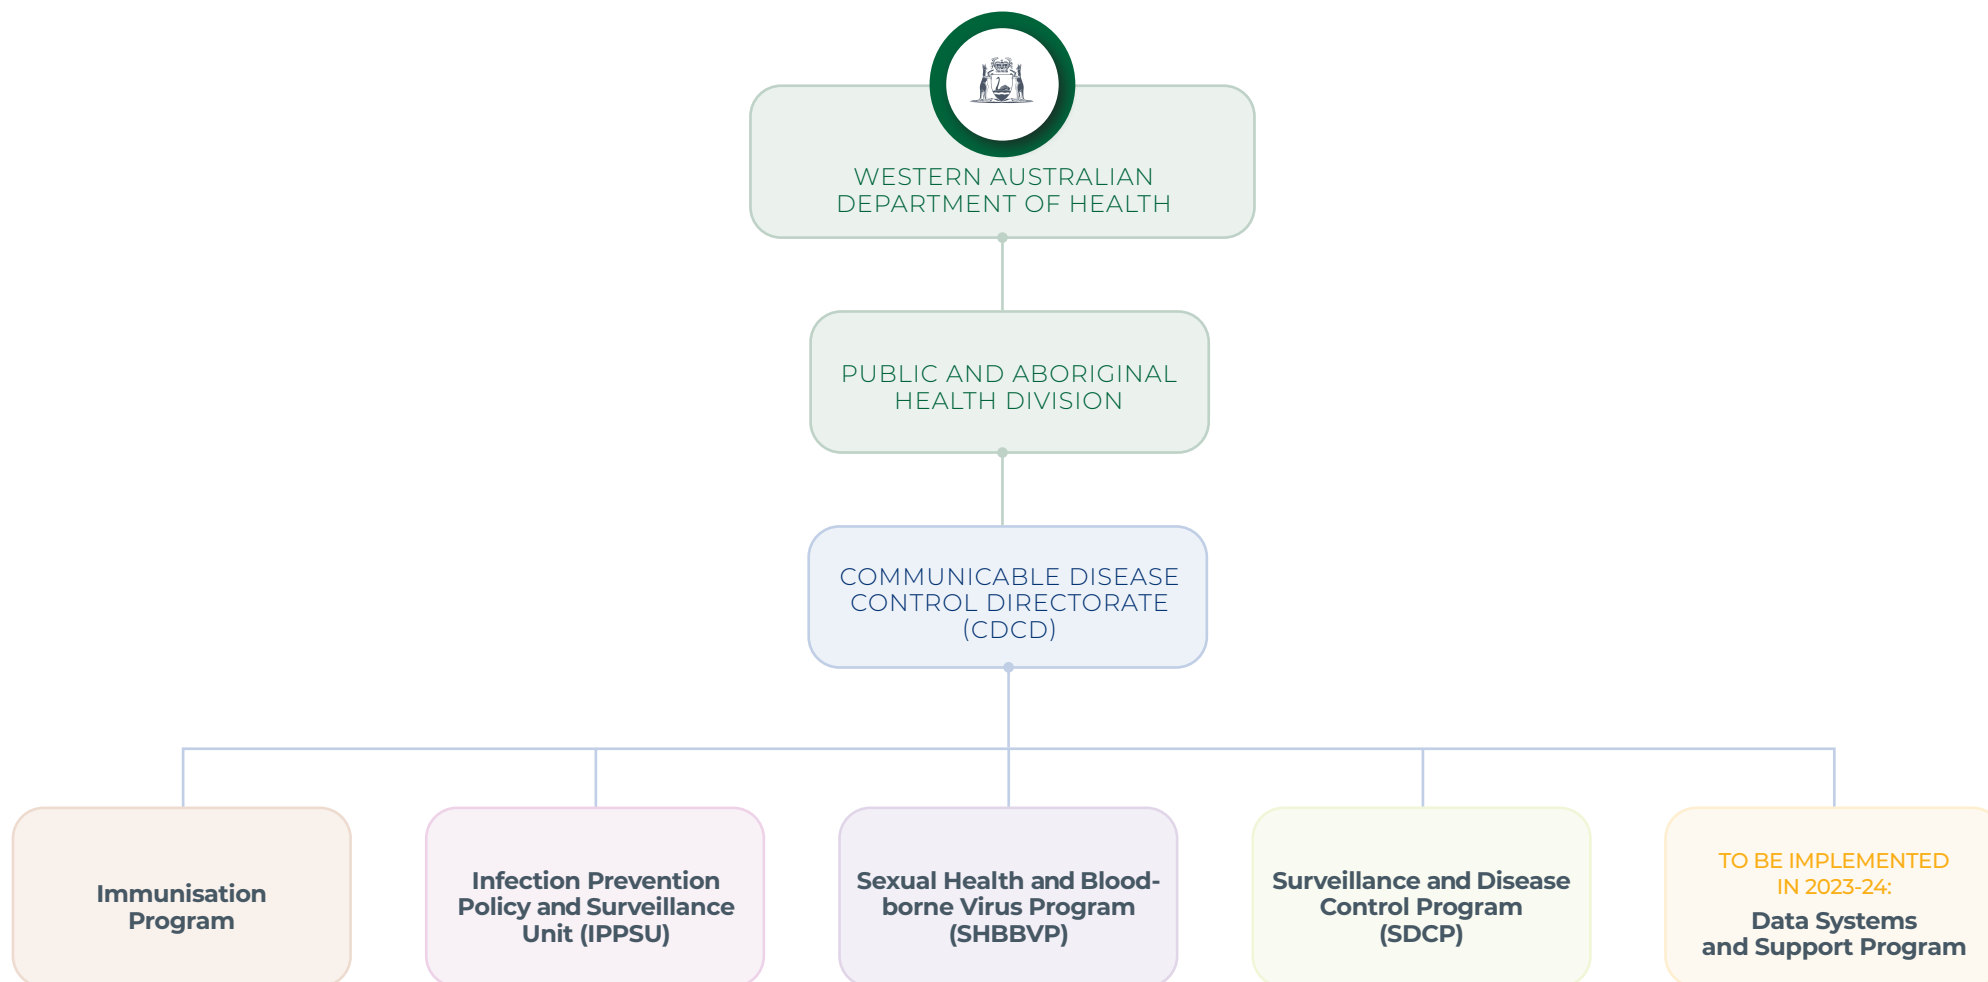 WESTERN AUSTRALIAN
DEPARTMENT OF HEALTH
PUBLIC AND ABORIGINAL
HEALTH DIVISION
COMMUNICABLE DISEASE
CONTROL DIRECTORATE
(CDCD)
Immunisation
Program
Infection Prevention
Policy and Surveillance
Unit (IPPSU)
Sexual Health and Blood-
borne Virus Program
(SHBBVP)
Surveillance and Disease
Control Program
(SDCP)
TO BE IMPLEMENTED
IN 2023-24:
Data Systems
and Support Program